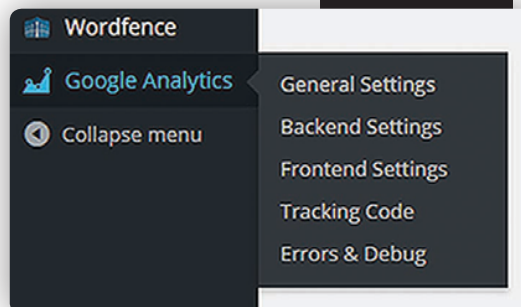 Wordfence
Google Analytics
Collapse menu
General Settings
Backend Settings
Frontend Settings
Tracking Code
Errors & Debug